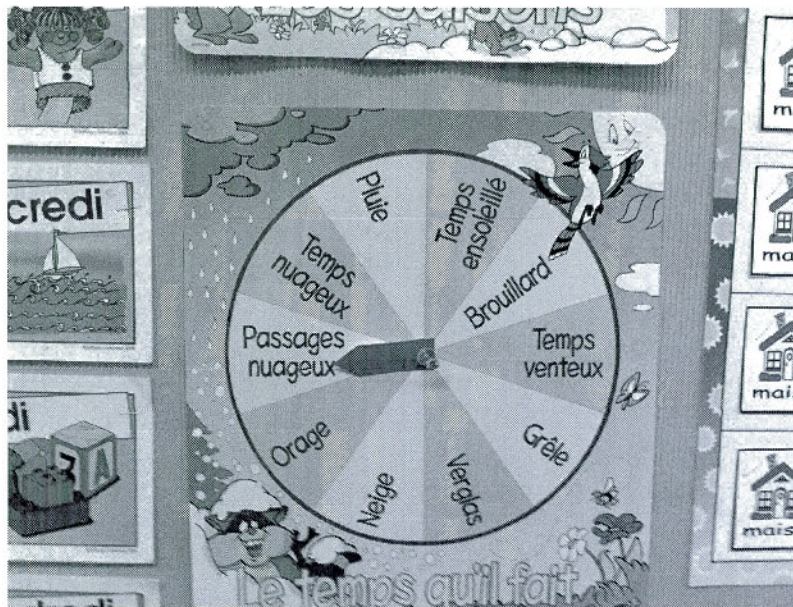 credi
di
Pluie
Temps
ensoleillé
Brouillard
Temps
venteux
Grêle
Verglas
Neige
Orage
Passages
nuageux
Temps
nuageux
Le temps qu'il fait
mais